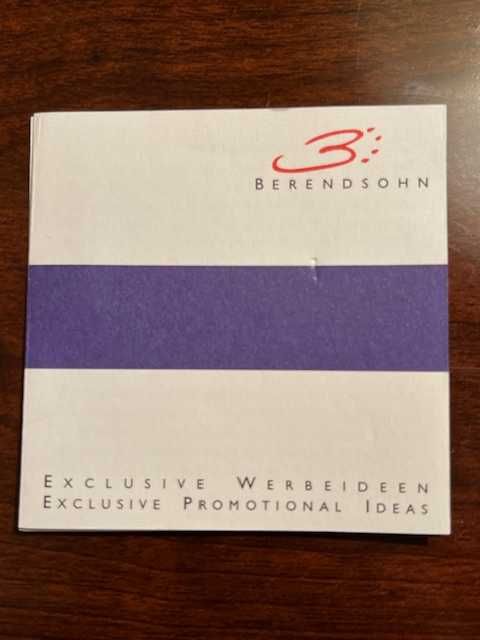 BERENDSOHN
EXCLUSIVE WERBEIDEEN
EXCLUSIVE PROMOTIONAL IDEAS